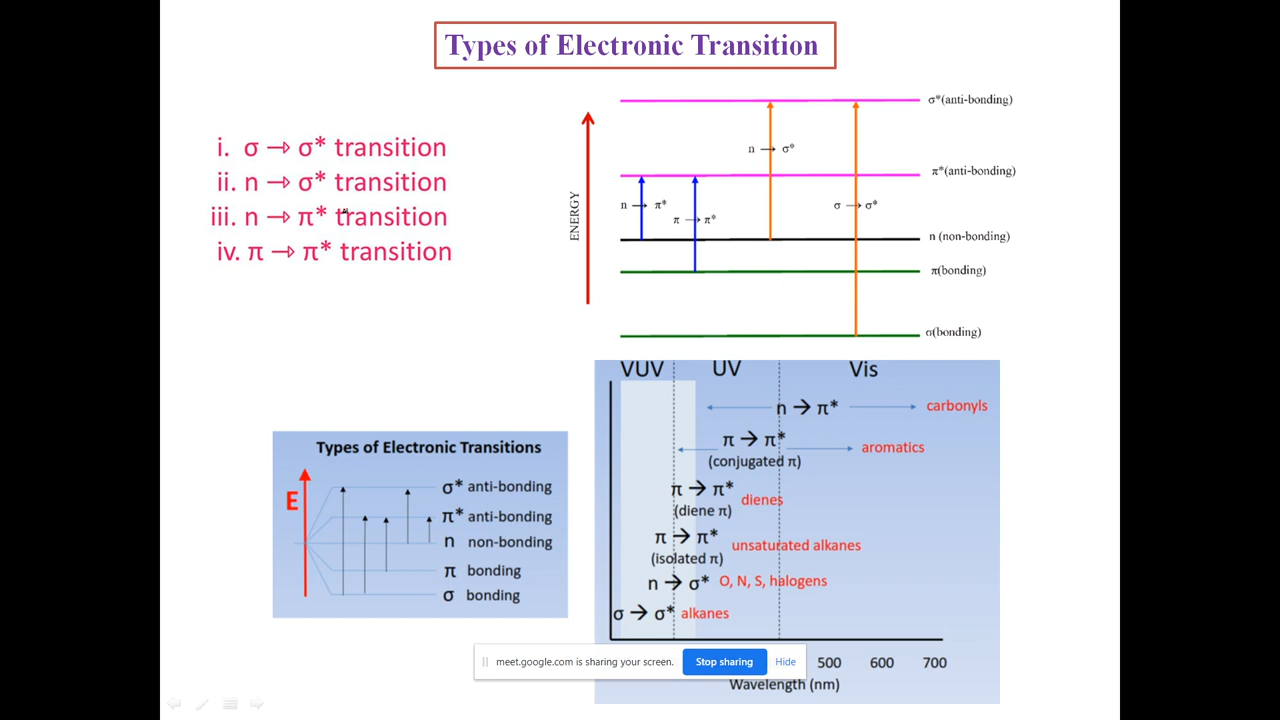 Types of Electronic Transition
i. σ → σ* transition
ii. n → σ* transition
iii. n → π* transition
iv. π → π* transition
ENERGY
σ*(anti-bonding)
n → σ*
π*(anti-bonding)
n → π*
π → π*
σ → σ*
n (non-bonding)
π(bonding)
σ(bonding)
Types of Electronic Transitions
E
σ* anti-bonding
π* anti-bonding
n non-bonding
π bonding
σ bonding
VUV UV Vis
n → π* carbonyls
π → π* aromatics
(conjugated π)
π → π* dienes
(diene π)
π → π* unsaturated alkanes
(isolated π)
n → σ* O, N, S, halogens
σ → σ* alkanes
meet.google.com is sharing your screen. Stop sharing Hide
500 600 700
Wavelength (nm)